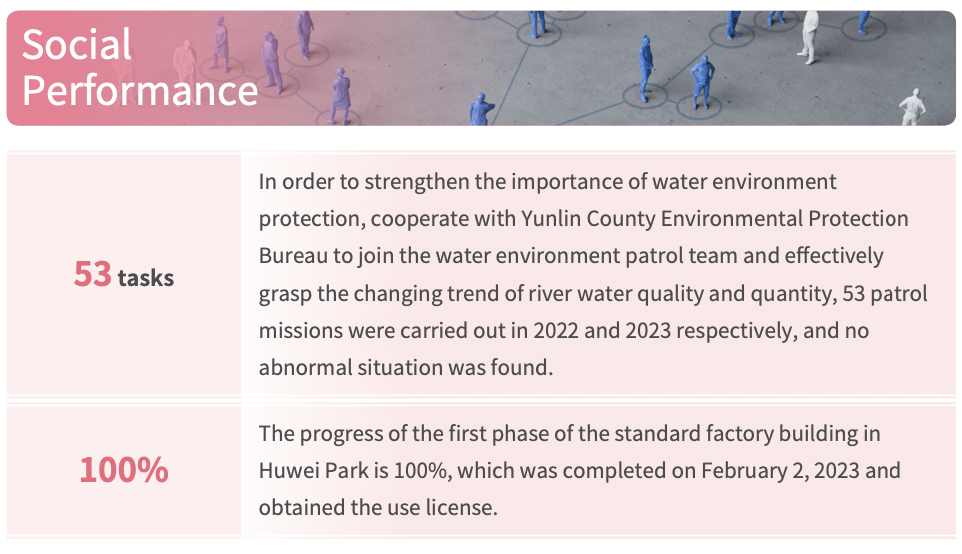 Social
Performance
53 tasks
In order to strengthen the importance of water environment
protection, cooperate with Yunlin County Environmental Protection
Bureau to join the water environment patrol team and effectively
grasp the changing trend of river water quality and quantity, 53 patrol
missions were carried out in 2022 and 2023 respectively, and no
abnormal situation was found.
100%
The progress of the first phase of the standard factory building in
Huwei Park is 100%, which was completed on February 2, 2023 and
obtained the use license.